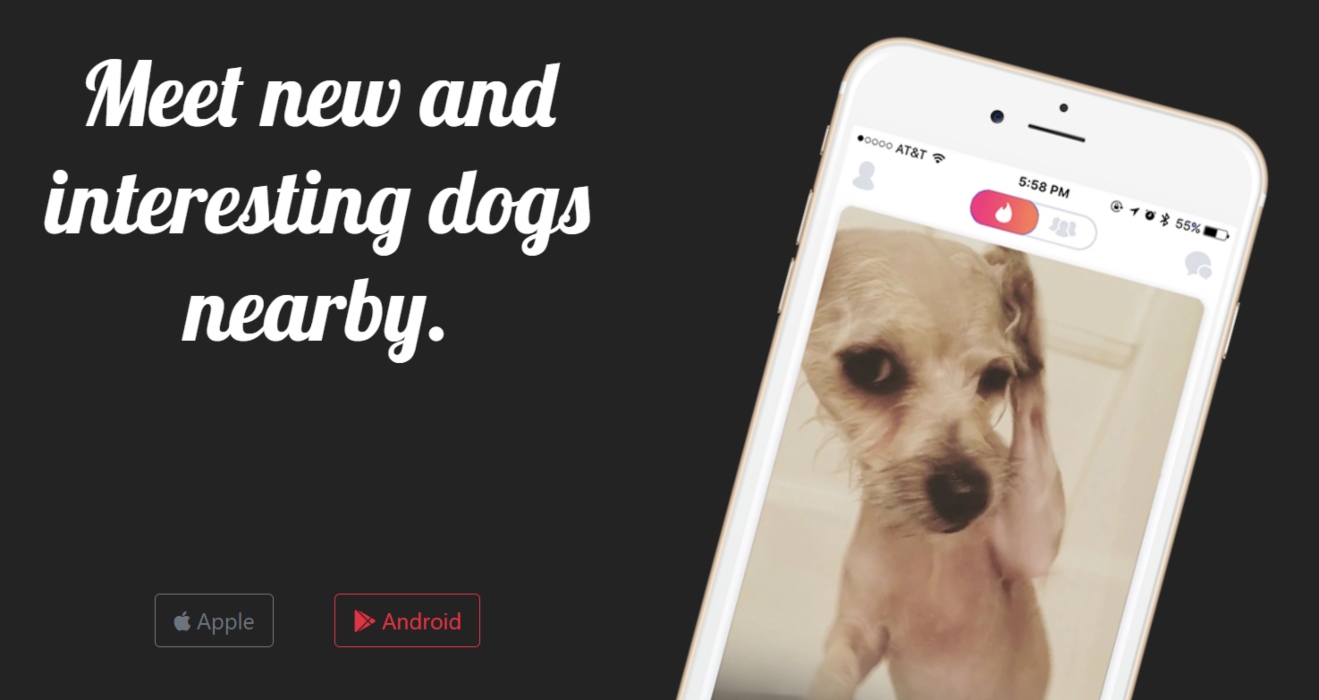 Meet new and
interesting dogs
nearby.
Apple
Android
AT&T
5:58 PM
55%